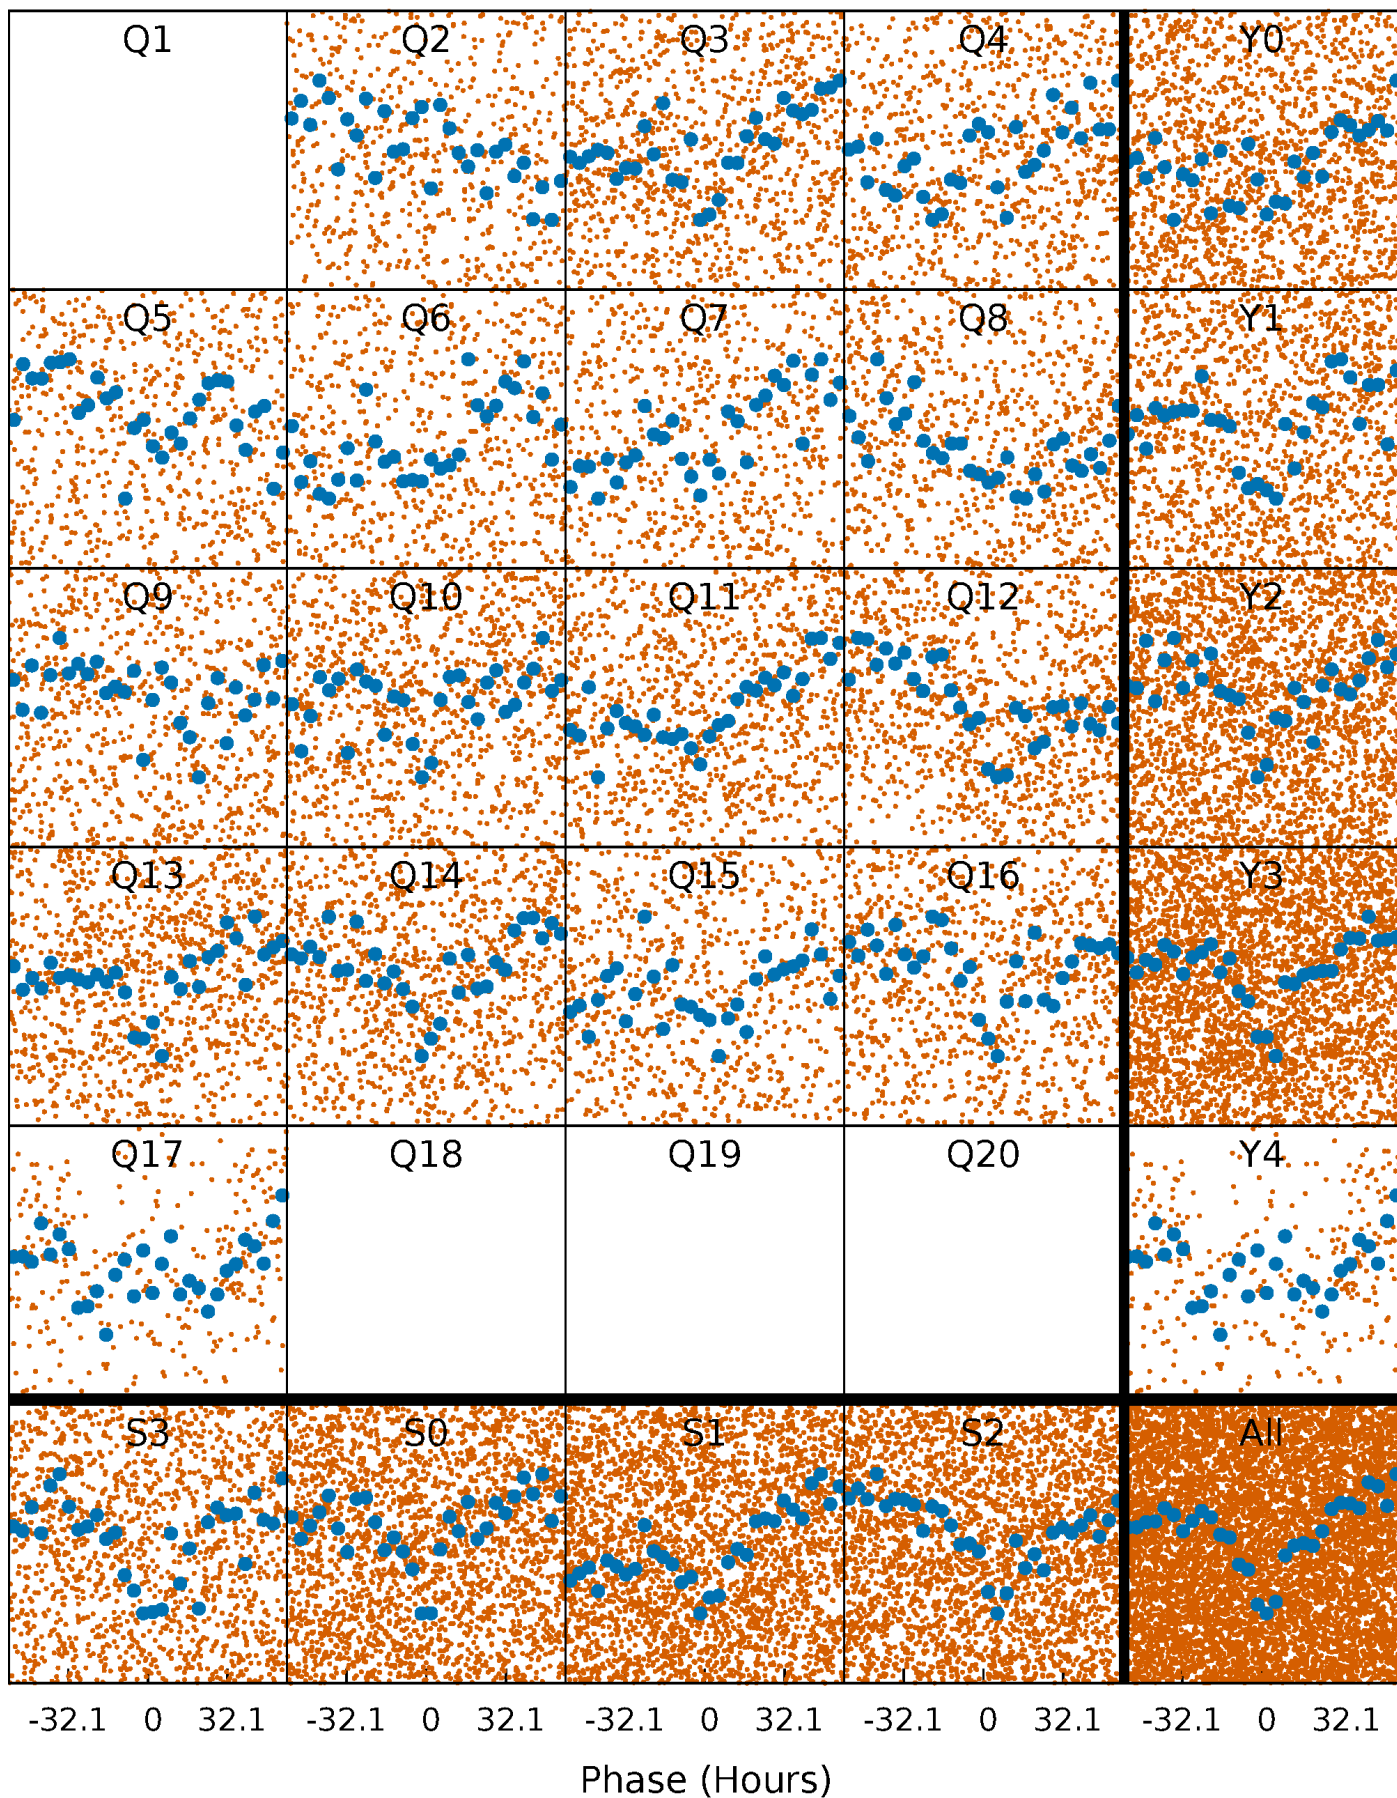 Q1 Q2 Q3 Q4 Y0
Q5 Q6 Q7 Q8 Y1
Q9 Q10 Q11 Q12 Y2
Q13 Q14 Q15 Q16 Y3
Q17 Q18 Q19 Q20 Y4
S3 S0 S1 S2 All
-32.1 0 32.1 -32.1 0 32.1 -32.1 0 32.1 -32.1 0 32.1 -32.1 0 32.1
Phase (Hours)